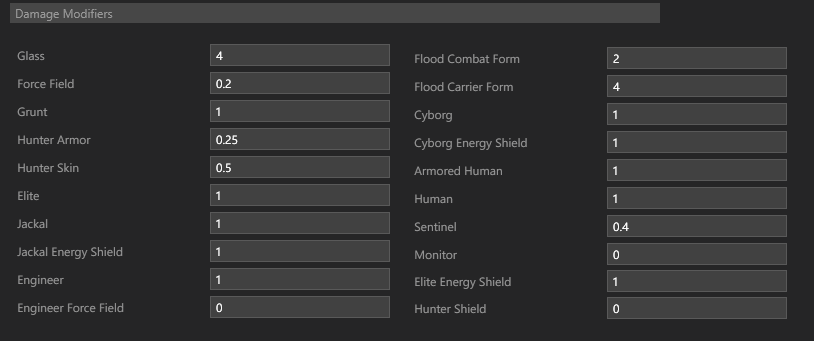 Damage Modifiers
Glass 4
Force Field 0.2
Grunt 1
Hunter Armor 0.25
Hunter Skin 0.5
Elite 1
Jackal 1
Jackal Energy Shield 1
Engineer 1
Engineer Force Field 0
Flood Combat Form 2
Flood Carrier Form 4
Cyborg 1
Cyborg Energy Shield 1
Armored Human 1
Human 1
Sentinel 0.4
Monitor 0
Elite Energy Shield 1
Hunter Shield 0